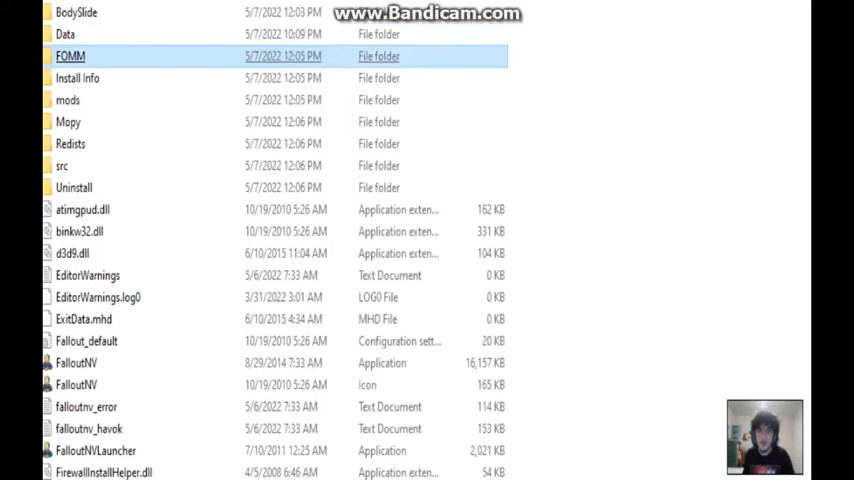 www.Bandicam.com
BodySlide 5/7/2022 12:03 PM File folder
Data 5/7/2022 10:09 PM File folder
FOMM 5/7/2022 12:05 PM File folder
Install Info 5/7/2022 12:05 PM File folder
mods 5/7/2022 12:05 PM File folder
Mopy 5/7/2022 12:06 PM File folder
Redists 5/7/2022 12:06 PM File folder
src 5/7/2022 12:06 PM File folder
Uninstall 5/7/2022 12:06 PM File folder
atimgpud.dll 10/19/2010 5:26 AM Application exten... 162 KB
binkw32.dll 10/19/2010 5:26 AM Application exten... 331 KB
d3d9.dll 6/10/2015 11:04 AM Application exten... 104 KB
EditorWarnings 5/6/2022 7:33 AM Text Document 0 KB
EditorWarnings.log0 3/31/2022 3:01 AM LOG0 File 0 KB
ExitData.mhd 6/10/2015 4:34 AM MHD File 0 KB
Fallout_default 10/19/2010 5:26 AM Configuration sett... 20 KB
FalloutNV 8/29/2014 7:33 AM Application 16,157 KB
FalloutNV 10/19/2010 5:26 AM Icon 165 KB
falloutnv_error 5/6/2022 7:33 AM Text Document 114 KB
falloutnv_havok 5/6/2022 7:33 AM Text Document 153 KB
FalloutNVLauncher 7/10/2011 12:25 AM Application 2,021 KB
FirewallInstallHelper.dll 4/5/2008 6:46 AM Application exten... 54 KB